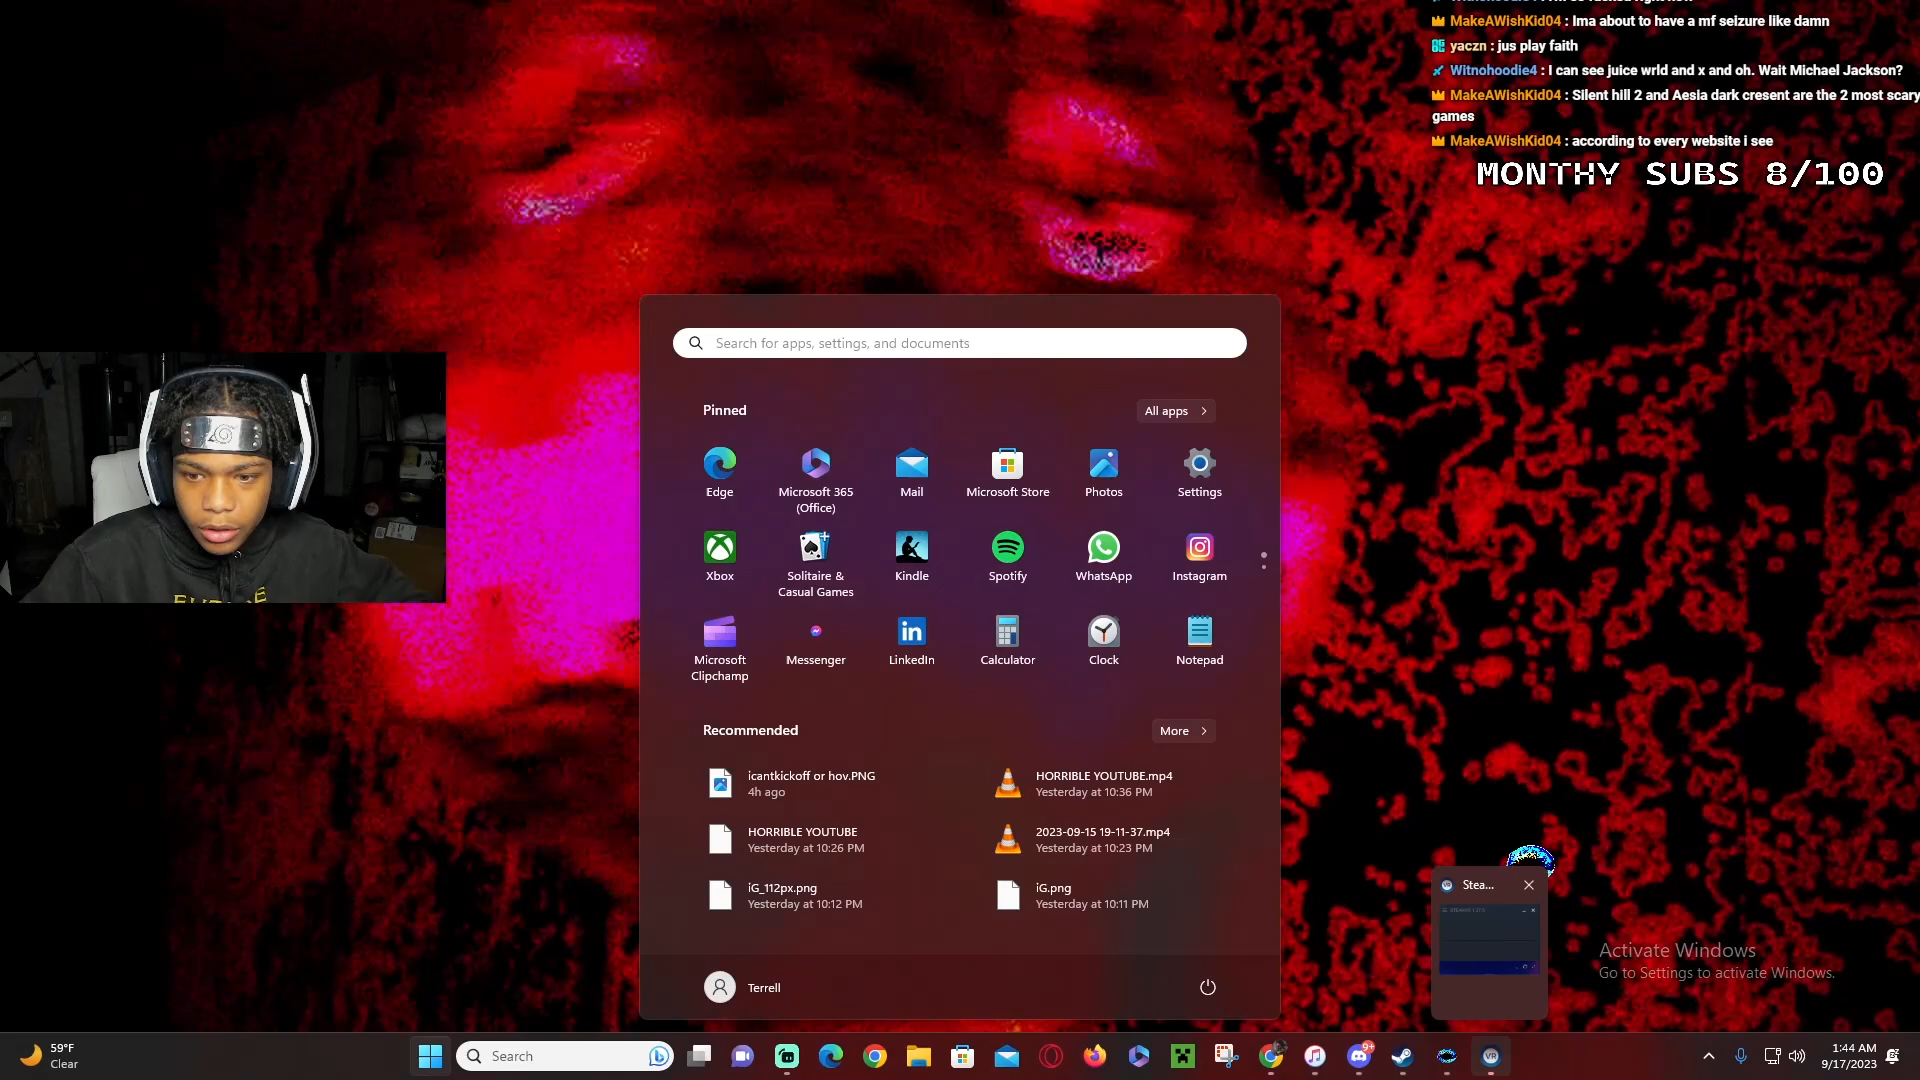 MakeAWishKid04 : Ima about to have a mf seizure like damn
yaczn : jus play faith
Witnohoodie4 : I can see juice wrld and x and oh. Wait Michael Jackson?
MakeAWishKid04 : Silent hill 2 and Aesia dark cresent are the 2 most scary
games
MakeAWishKid04 : according to every website i see
MONTHY SUBS 8/100
Search for apps, settings, and documents
Pinned
All apps
Edge
Microsoft 365
(Office)
Mail
Microsoft Store
Photos
Settings
Xbox
Solitaire &
Casual Games
Kindle
Spotify
WhatsApp
Instagram
Microsoft
Clipchamp
Messenger
LinkedIn
Calculator
Clock
Notepad
Recommended
More
icantkickoff or hov.PNG
4h ago
HORRIBLE YOUTUBE.mp4
Yesterday at 10:36 PM
HORRIBLE YOUTUBE
Yesterday at 10:26 PM
2023-09-15 19-11-37.mp4
Yesterday at 10:23 PM
iG_112px.png
Yesterday at 10:12 PM
iG.png
Yesterday at 10:11 PM
Terrell
Stea...
Activate Windows
Go to Settings to activate Windows.
59°F
Clear
Search
9+
VR
1:44 AM
9/17/2023